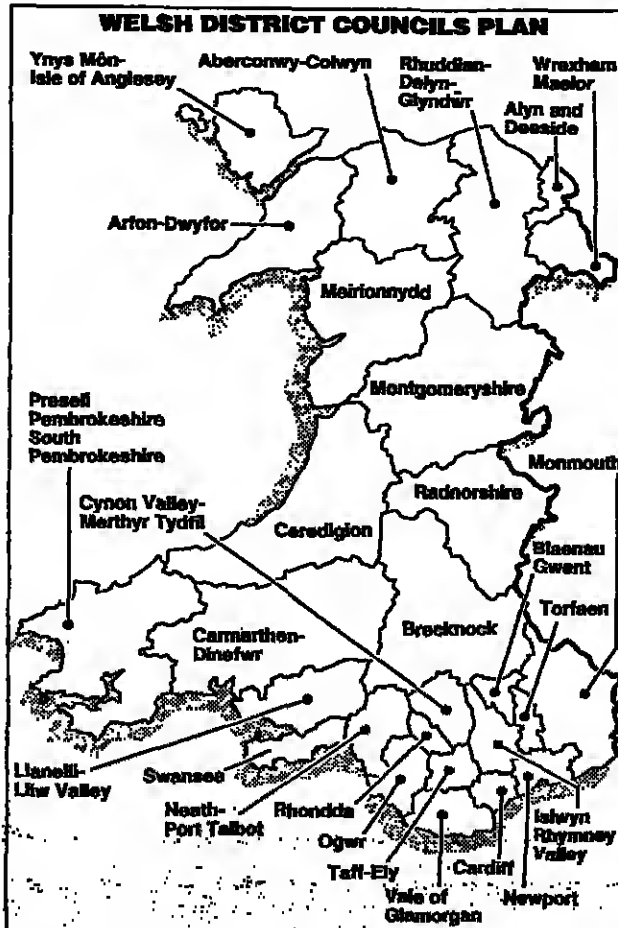 WELSH DISTRICT COUNCILS PLAN
Ynys Môn-
Isle of Anglesey
Aberconwy-Colwyn
Rhuddlan-
Delyn-
Glyndwr
Wrexham
Maelor
Alyn and
Deeside
Arfon-Dwyfor
Meirionnydd
Montgomeryshire
Preseli
Pembrokeshire
South
Pembrokeshire
Monmouth
Cynon Valley-
Merthyr Tydfil
Radnorshire
Ceredigion
Blaenau
Gwent
Torfaen
Brecknock
Carmarthen-
Dinefwr
Llanelli-
Lliw Valley
Swansea
Neath-
Port Talbot
Rhondda
Ogwr
Taff-Ely
Vale of
Glamorgan
Cardiff
Newport
Islwyn
Rhymney
Valley